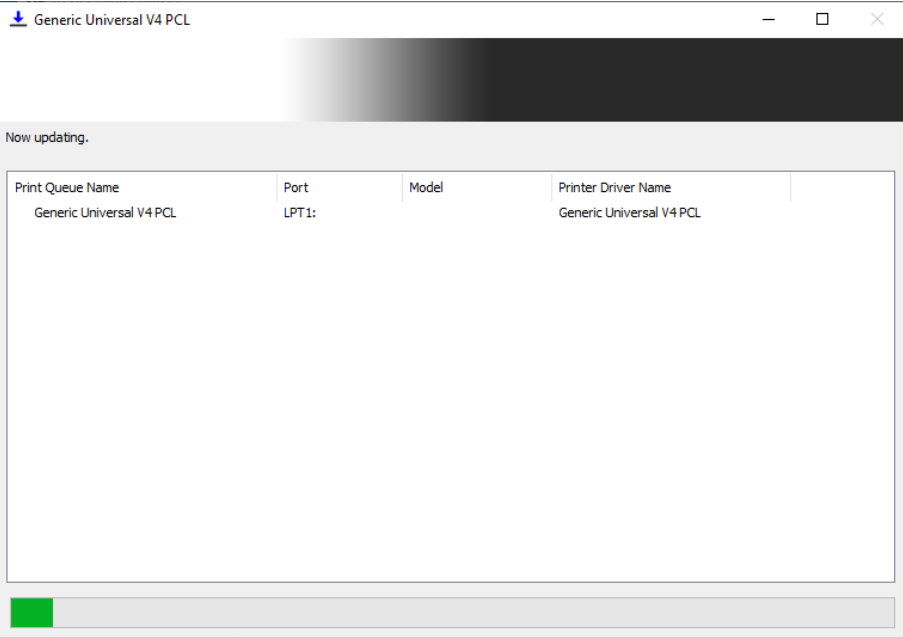 Generic Universal V4 PCL
Now updating.
Print Queue Name Port Model Printer Driver Name
Generic Universal V4 PCL LPT1: Generic Universal V4 PCL